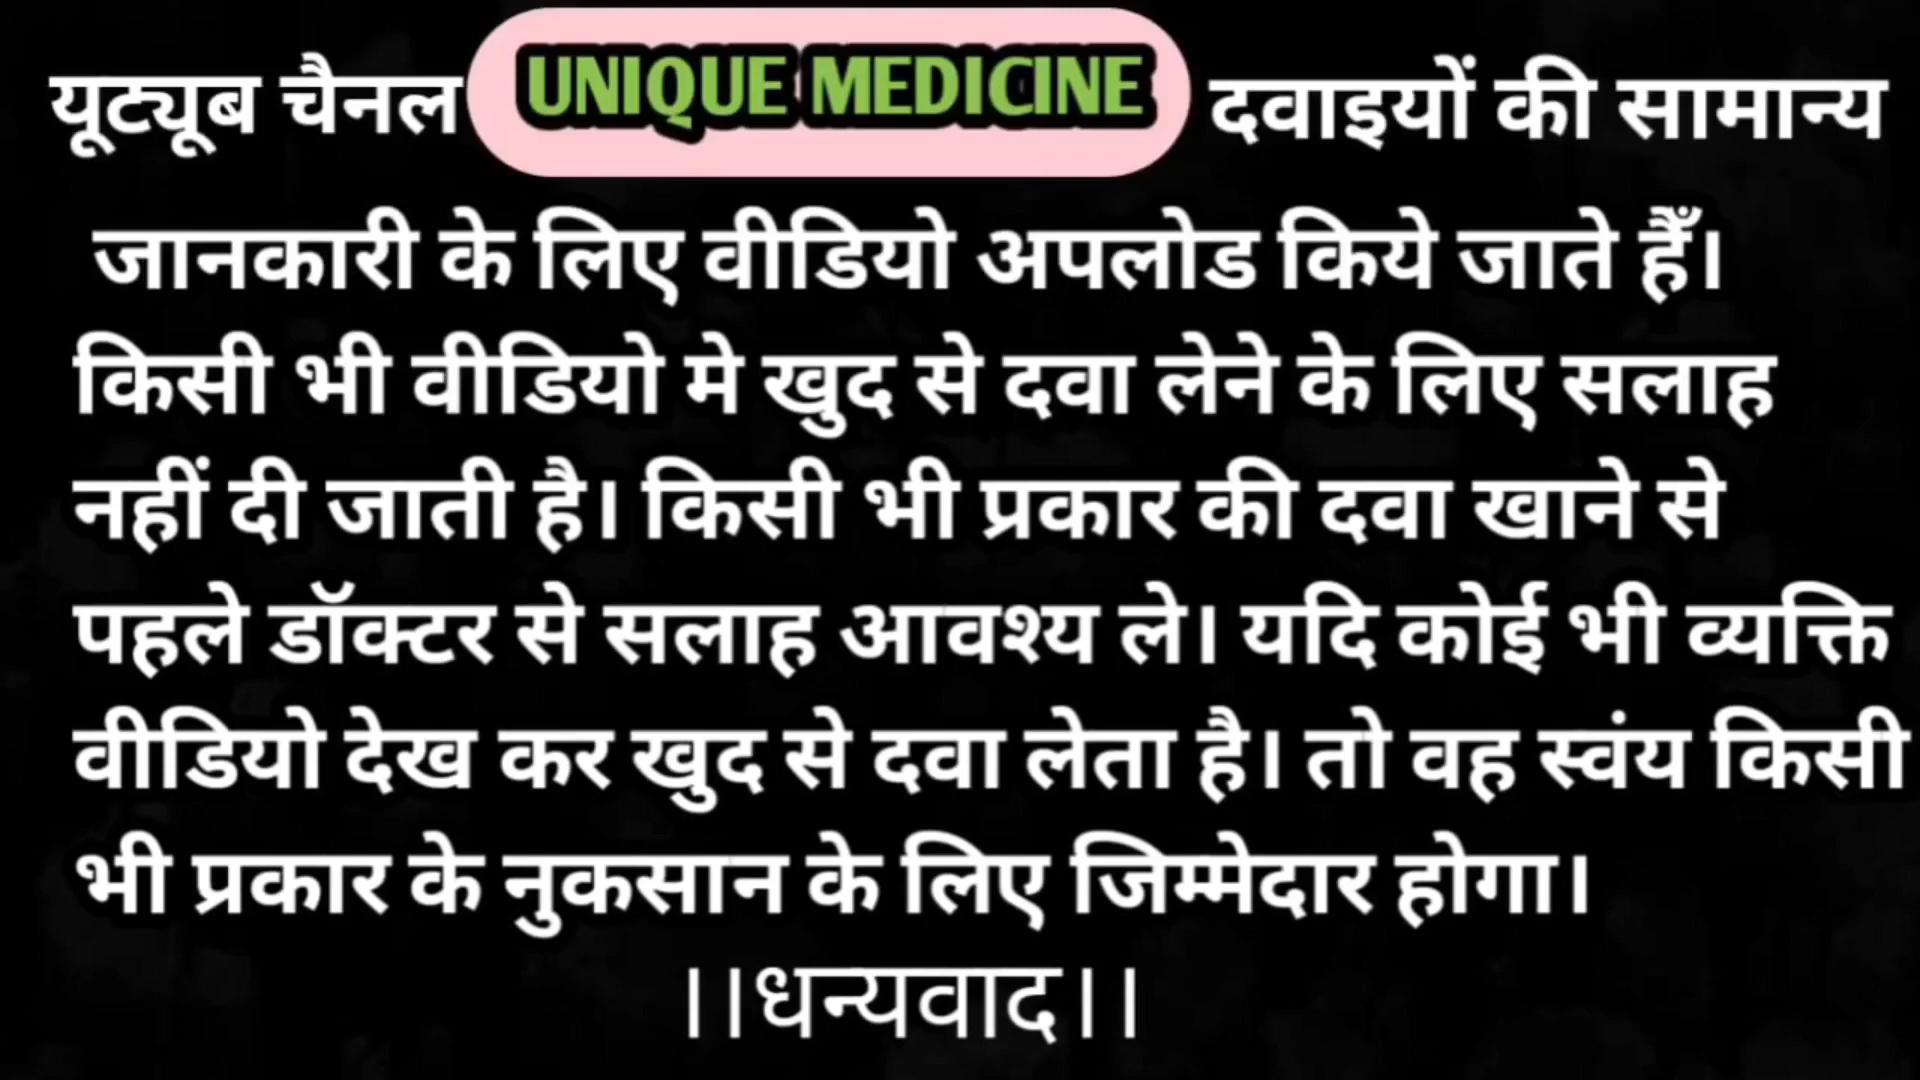 यूट्यूब चैनल UNIQUE MEDICINE दवाइयों की सामान्य
जानकारी के लिए वीडियो अपलोड किये जाते हैँ।
किसी भी वीडियो मे खुद से दवा लेने के लिए सलाह
नहीं दी जाती है। किसी भी प्रकार की दवा खाने से
पहले डॉक्टर से सलाह आवश्य ले। यदि कोई भी व्यक्ति
वीडियो देख कर खुद से दवा लेता है। तो वह स्वंय किसी
भी प्रकार के नुकसान के लिए जिम्मेदार होगा।
।।धन्यवाद।।